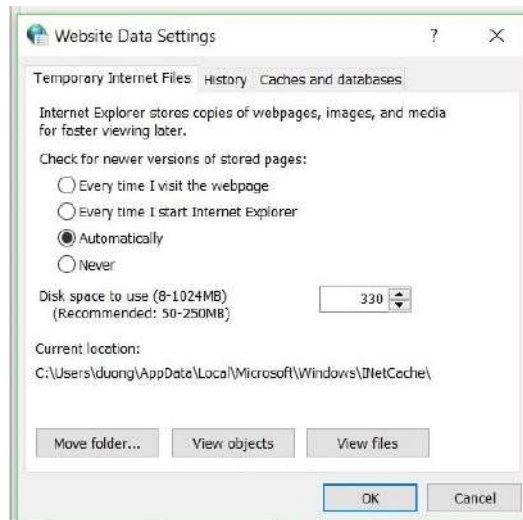 Website Data Settings
Temporary Internet Files History Caches and databases
Internet Explorer stores copies of webpages, images, and media
for faster viewing later.
Check for newer versions of stored pages:
Every time I visit the webpage
Every time I start Internet Explorer
Automatically
Never
Disk space to use (8-1024MB) 330
(Recommended: 50-250MB)
Current location:
C:\Users\duong\AppData\Local\Microsoft\Windows\INetCache\
Move folder... View objects View files
OK Cancel